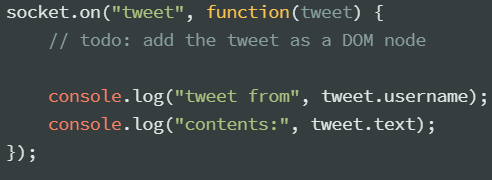 socket.on("tweet", function(tweet) {
    // todo: add the tweet as a DOM node

    console.log("tweet from", tweet.username);
    console.log("contents:", tweet.text);
});